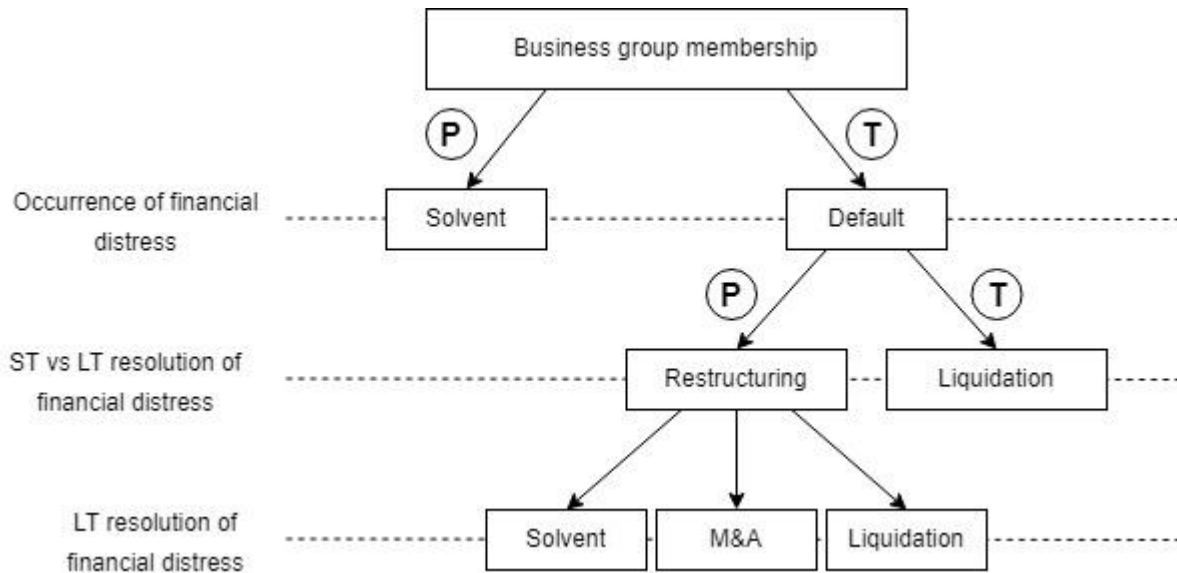 Business group membership
P
T
Occurrence of financial
distress
Solvent
Default
P
T
ST vs LT resolution of
financial distress
Restructuring
Liquidation
LT resolution of
financial distress
Solvent
M&A
Liquidation